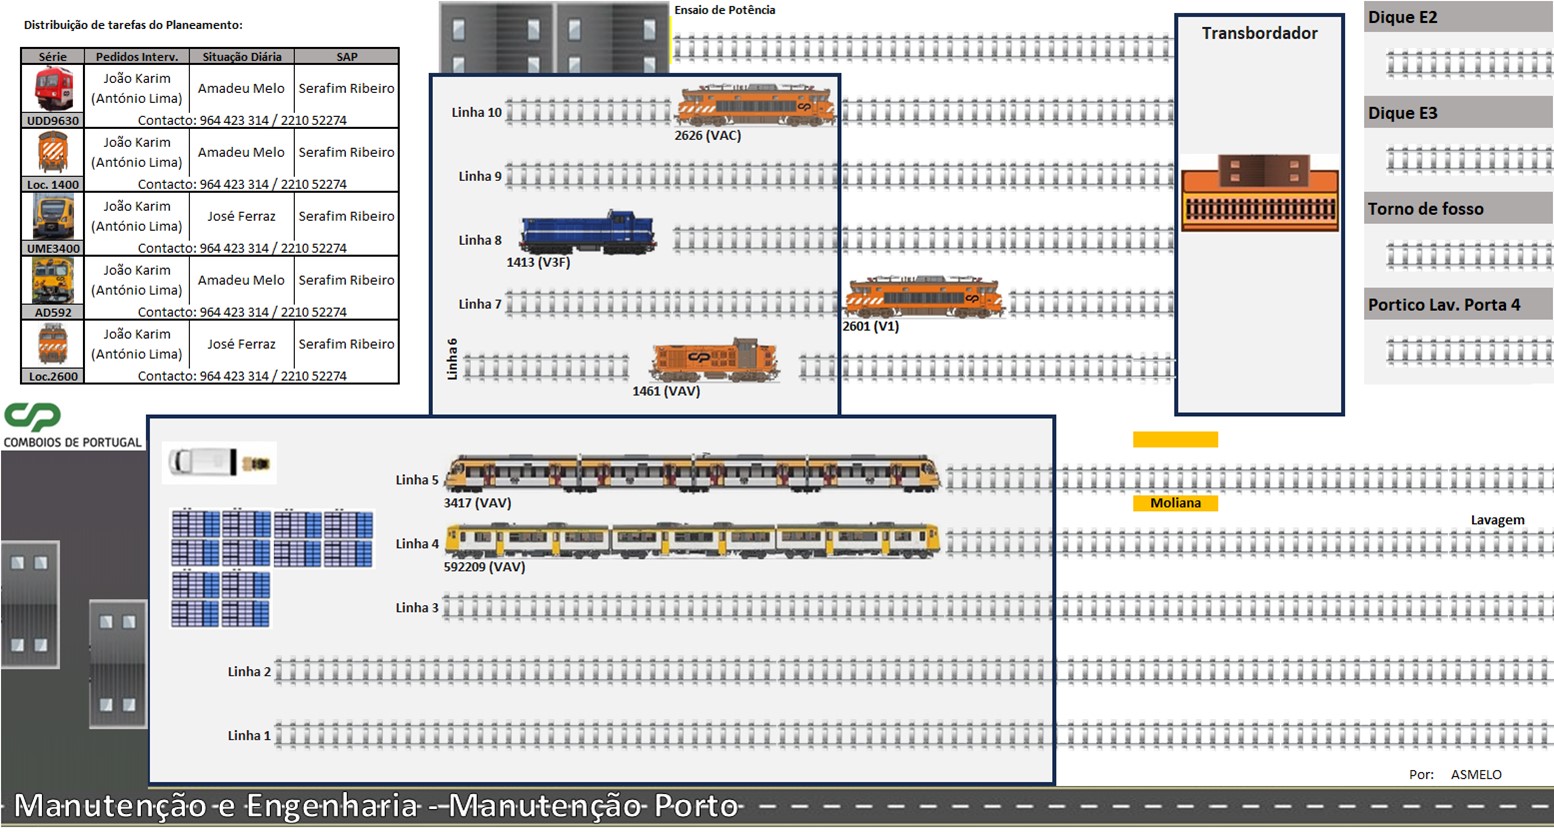 Distribuição de tarefas do Planeamento:
Série Pedidos Interv. Situação Diária SAP
João Karim
(António Lima) Amadeu Melo Serafim Ribeiro
UDD9630 Contacto: 964 423 314 / 2210 52274
João Karim
(António Lima) Amadeu Melo Serafim Ribeiro
Loc. 1400 Contacto: 964 423 314 / 2210 52274
João Karim
(António Lima) José Ferraz Serafim Ribeiro
UME3400 Contacto: 964 423 314 / 2210 52274
João Karim
(António Lima) Amadeu Melo Serafim Ribeiro
AD592 Contacto: 964 423 314 / 2210 52274
João Karim
(António Lima) José Ferraz Serafim Ribeiro
Loc.2600 Contacto: 964 423 314 / 2210 52274
CP
COMBOIOS DE PORTUGAL
Ensaio de Potência
Linha 10
2626 (VAC)
Linha 9
Linha 8
1413 (V3F)
Linha 7
2601 (V1)
Linha 6
1461 (VAV)
Transbordador
Dique E2
Dique E3
Torno de fosso
Portico Lav. Porta 4
Linha 5
3417 (VAV)
Moliana
Lavagem
Linha 4
592209 (VAV)
Linha 3
Linha 2
Linha 1
Por: ASMELO
Manutenção e Engenharia - Manutenção Porto